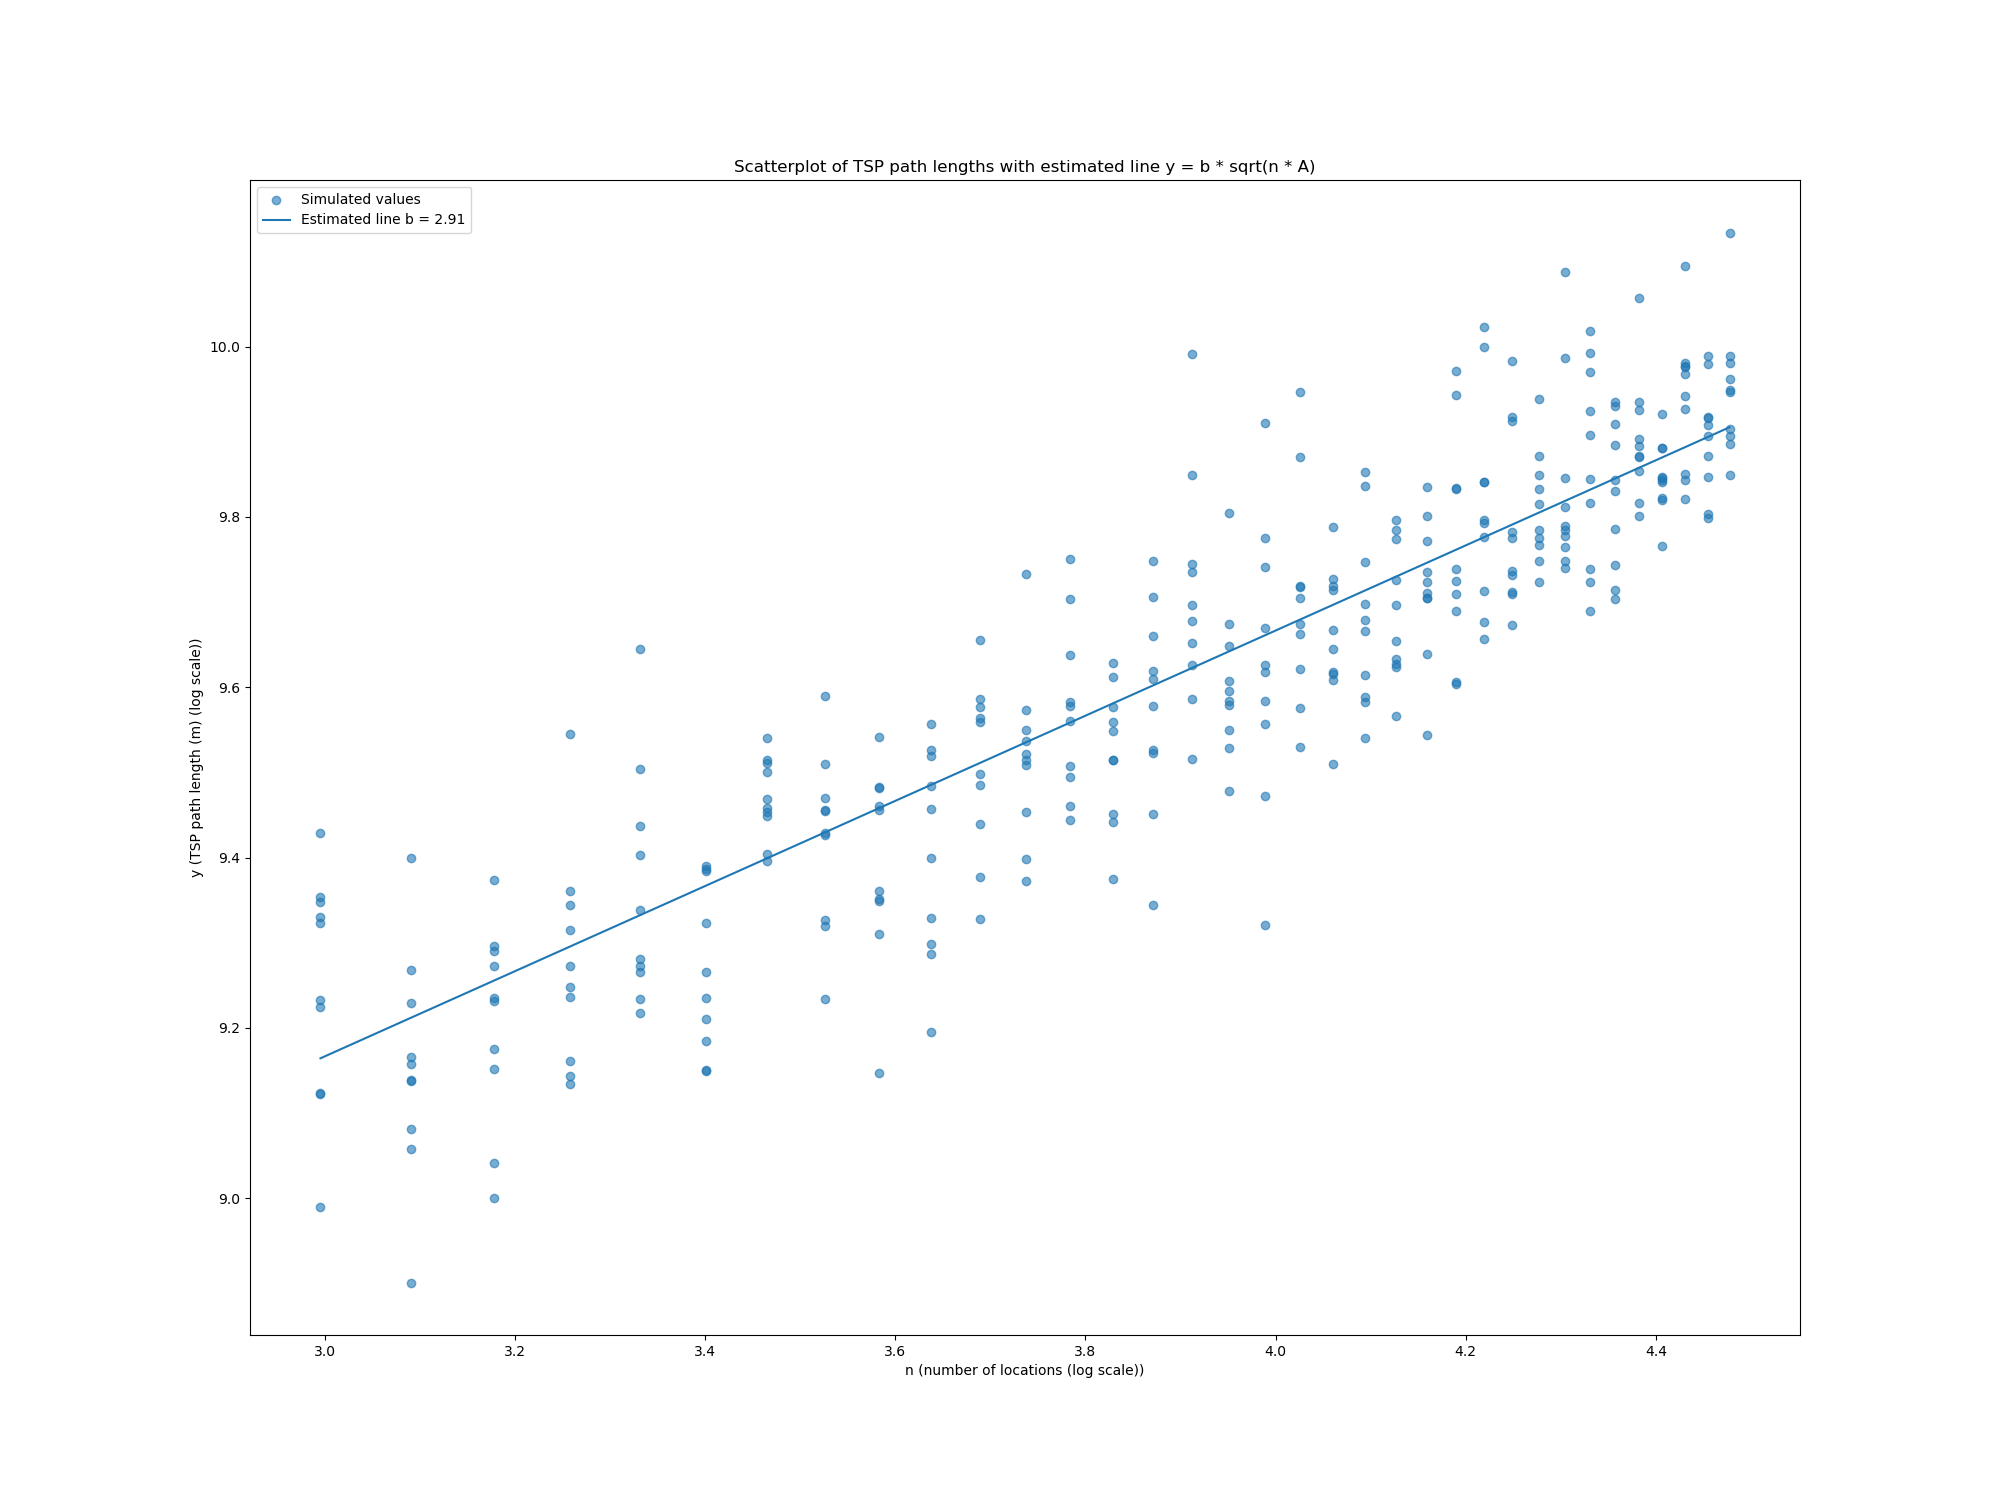 Scatterplot of TSP path lengths with estimated line y = b * sqrt(n * A)
Simulated values
Estimated line b = 2.91
y (TSP path length (m) (log scale))
10.0
9.8
9.6
9.4
9.2
9.0
3.0 3.2 3.4 3.6 3.8 4.0 4.2 4.4
n (number of locations (log scale))